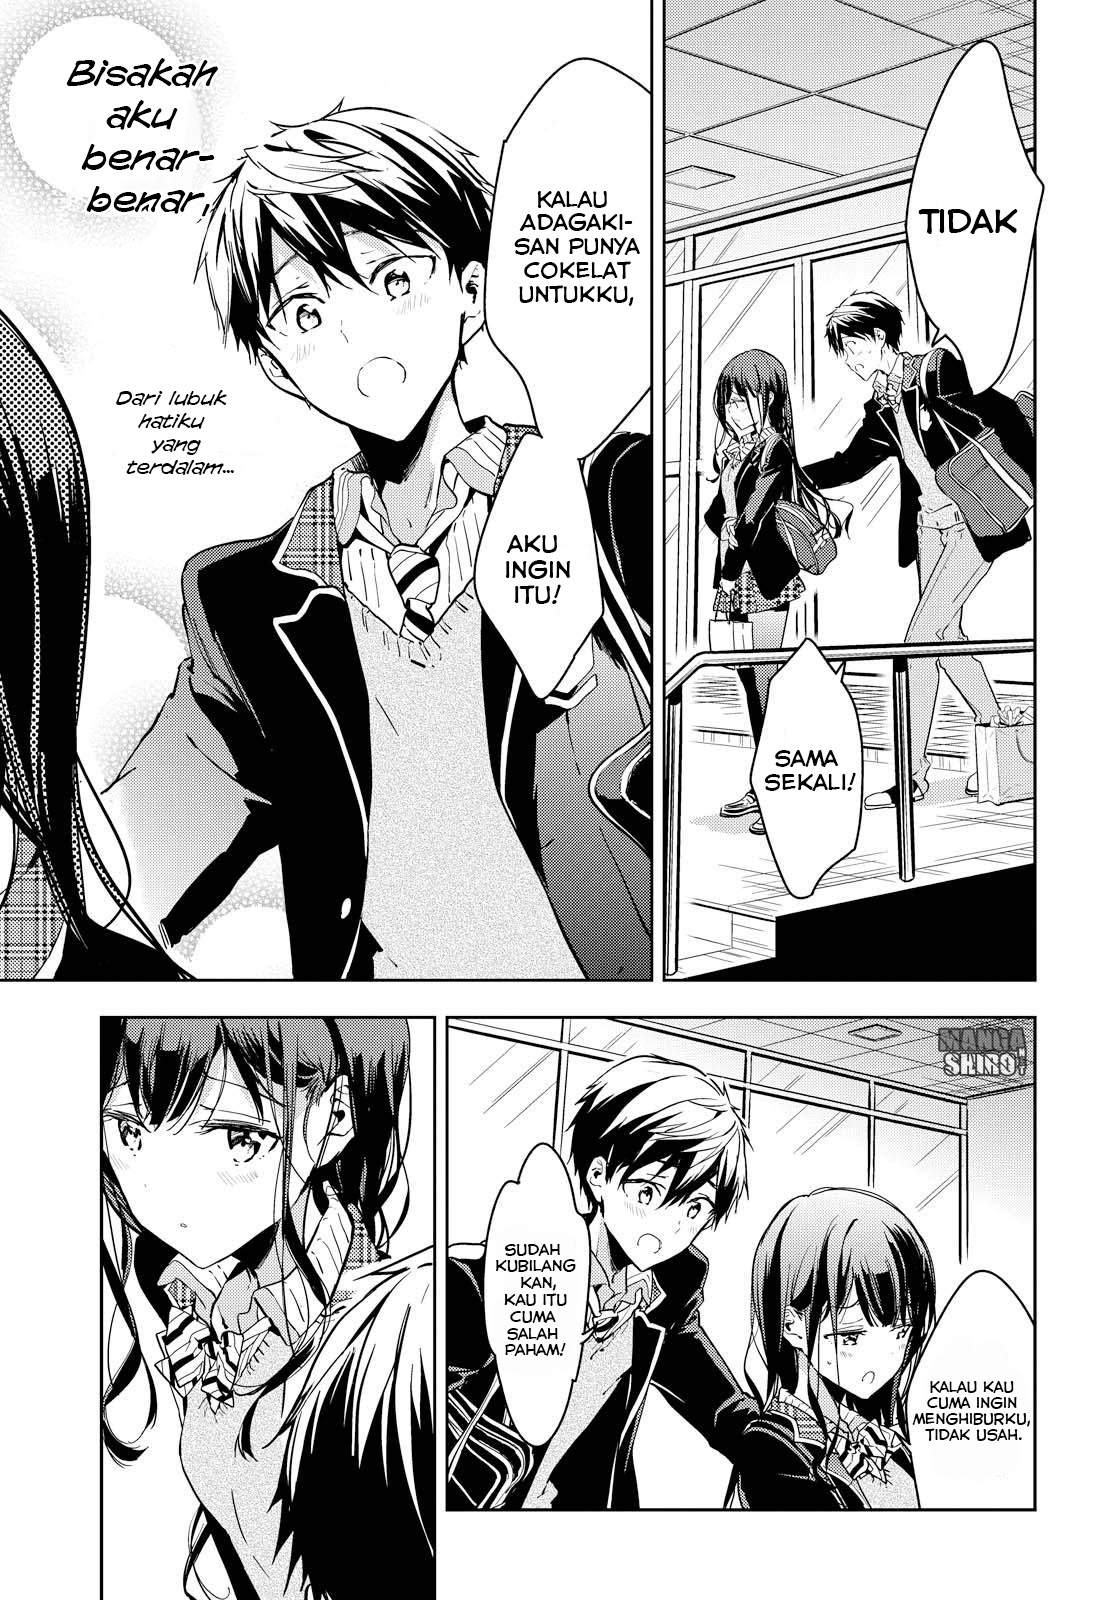 TIDAK
SAMA
SEKALI!
KALAU
ADAGAKI-
SAN PUNYA
COKELAT
UNTUKKU,
AKU
INGIN
ITU!
Bisakah
aku
benar-
benar,
Dari lubuk
hatiku
yang
terdalam...
MANGA
SHIRO
KALAU KAU
CUMA INGIN
MENGHIBURKU,
TIDAK USAH.
SUDAH
KUBILANG
KAN,
KAU ITU
CUMA
SALAH
PAHAM!